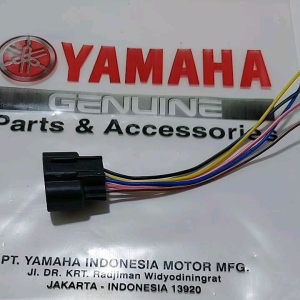 YAMAHA
GENUINE
Parts & Accessories
PT. YAMAHA INDONESIA MOTOR MFG.
JL. DR. KRT. Radjiman Widyodiningrat
JAKARTA - INDONESIA 13920